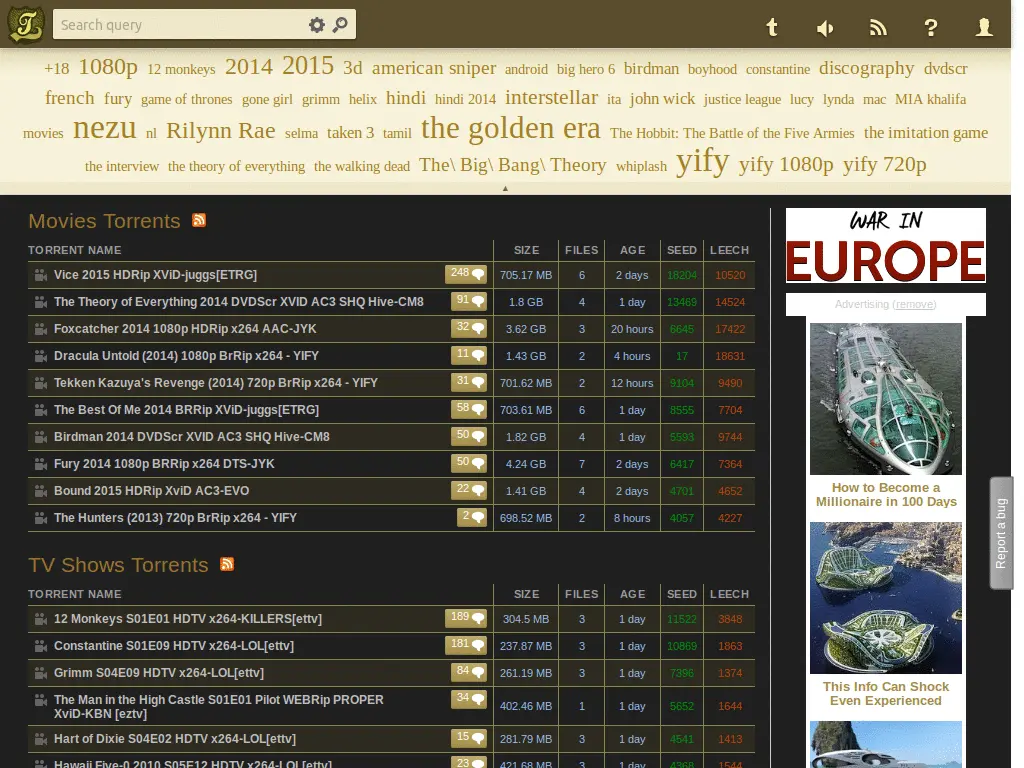 Search query
t ?
+18 1080p 12 monkeys 2014 2015 3d american sniper android big hero 6 birdman boyhood constantine discography dvdscr
french fury game of thrones gone girl grimm helix hindi hindi 2014 interstellar ita john wick justice league lucy lynda mac MIA khalifa
movies nezu nl Rilynn Rae selma taken 3 tamil the golden era The Hobbit: The Battle of the Five Armies the imitation game
the interview the theory of everything the walking dead The\ Big\ Bang\ Theory whiplash yify yify 1080p yify 720p
Movies Torrents
TORRENT NAME SIZE FILES AGE SEED LEECH
Vice 2015 HDRip XViD-juggs[ETRG] 248 705.17 MB 6 2 days 18204 10520
The Theory of Everything 2014 DVDScr XVID AC3 SHQ Hive-CM8 91 1.8 GB 4 1 day 13469 14524
Foxcatcher 2014 1080p HDRip x264 AAC-JYK 32 3.62 GB 3 20 hours 6645 17422
Dracula Untold (2014) 1080p BrRip x264 - YIFY 11 1.43 GB 2 4 hours 17 18631
Tekken Kazuya's Revenge (2014) 720p BrRip x264 - YIFY 31 701.62 MB 2 12 hours 9104 9490
The Best Of Me 2014 BRRip XViD-juggs[ETRG] 58 703.61 MB 6 1 day 8555 7704
Birdman 2014 DVDScr XVID AC3 SHQ Hive-CM8 50 1.82 GB 4 1 day 5593 9744
Fury 2014 1080p BRRip x264 DTS-JYK 50 4.24 GB 7 2 days 6417 7364
Bound 2015 HDRip XviD AC3-EVO 22 1.41 GB 4 2 days 4701 4652
The Hunters (2013) 720p BrRip x264 - YIFY 2 698.52 MB 2 8 hours 4057 4227
TV Shows Torrents
TORRENT NAME SIZE FILES AGE SEED LEECH
12 Monkeys S01E01 HDTV x264-KILLERS[ettv] 189 304.5 MB 3 1 day 11522 3848
Constantine S01E09 HDTV x264-LOL[ettv] 181 237.87 MB 3 1 day 10869 1863
Grimm S04E09 HDTV x264-LOL[ettv] 84 261.19 MB 3 1 day 7396 1374
The Man in the High Castle S01E01 Pilot WEBRip PROPER
XviD-KBN [eztv] 34 402.46 MB 1 1 day 5652 1644
Hart of Dixie S04E02 HDTV x264-LOL[ettv] 15 281.79 MB 3 1 day 4541 1413
Hawaii Five-0 2010 S05E12 HDTV x264-LOL[ettv] 23 421.68 MB 3 1 day 4368 1544
WAR IN
EUROPE
Advertising (remove)
How to Become a
Millionaire in 100 Days
This Info Can Shock
Even Experienced
Report a bug